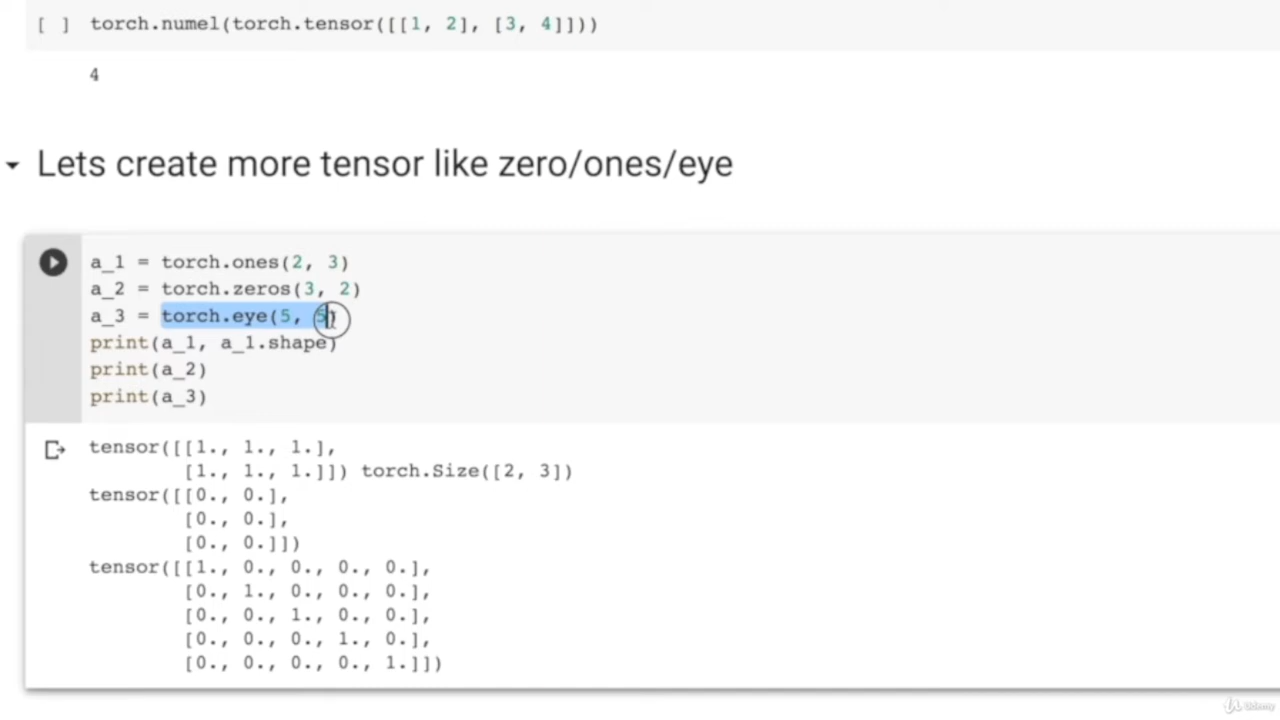 [ ] torch.numel(torch.tensor([[1, 2], [3, 4]]))
4
Lets create more tensor like zero/ones/eye
a_1 = torch.ones(2, 3)
a_2 = torch.zeros(3, 2)
a_3 = torch.eye(5, 5)
print(a_1, a_1.shape)
print(a_2)
print(a_3)
tensor([[1., 1., 1.],
[1., 1., 1.]]) torch.Size([2, 3])
tensor([[0., 0.],
[0., 0.],
[0., 0.]])
tensor([[1., 0., 0., 0., 0.],
[0., 1., 0., 0., 0.],
[0., 0., 1., 0., 0.],
[0., 0., 0., 1., 0.],
[0., 0., 0., 0., 1.]])
Udemy